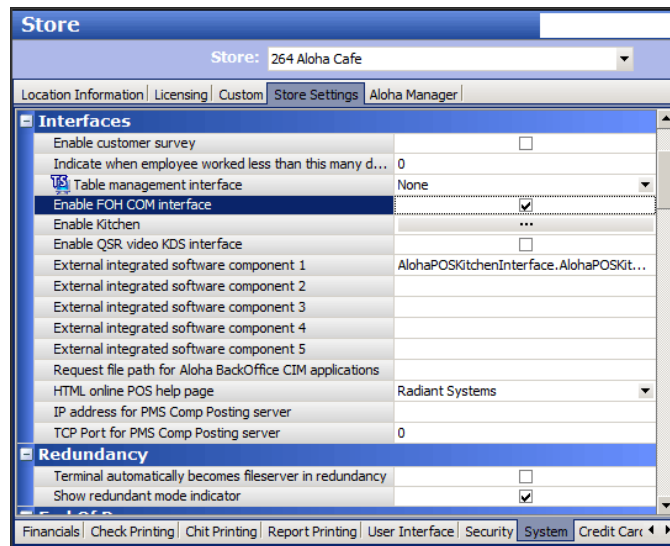 Store
Store: 264 Aloha Cafe
Location Information Licensing Custom Store Settings Aloha Manager
Interfaces
Enable customer survey
Indicate when employee worked less than this many d... 0
Table management interface None
Enable FOH COM interface
Enable Kitchen ...
Enable QSR video KDS interface
External integrated software component 1 AlohaPOSKitchenInterface.AlohaPOSKit...
External integrated software component 2
External integrated software component 3
External integrated software component 4
External integrated software component 5
Request file path for Aloha BackOffice CIM applications
HTML online POS help page Radiant Systems
IP address for PMS Comp Posting server
TCP Port for PMS Comp Posting server 0
Redundancy
Terminal automatically becomes fileserver in redundancy
Show redundant mode indicator
Financials Check Printing Chit Printing Report Printing User Interface Security System Credit Card